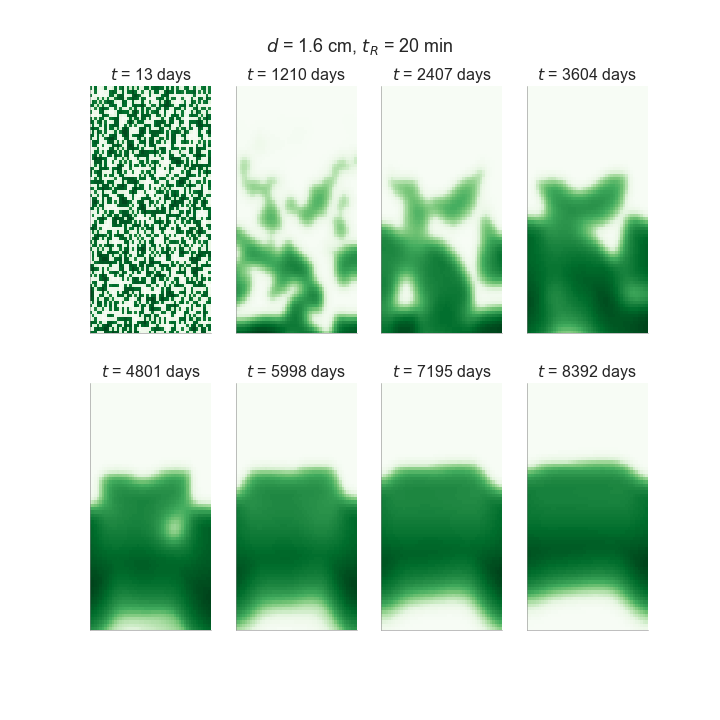 d = 1.6 cm, t_R = 20 min
t = 13 days
t = 1210 days
t = 2407 days
t = 3604 days
t = 4801 days
t = 5998 days
t = 7195 days
t = 8392 days